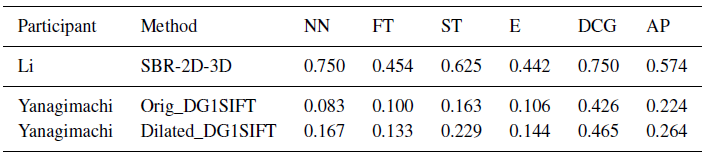 Participant Method NN FT ST E DCG AP
Li SBR-2D-3D 0.750 0.454 0.625 0.442 0.750 0.574
Yanagimachi Orig_DG1SIFT 0.083 0.100 0.163 0.106 0.426 0.224
Yanagimachi Dilated_DG1SIFT 0.167 0.133 0.229 0.144 0.465 0.264